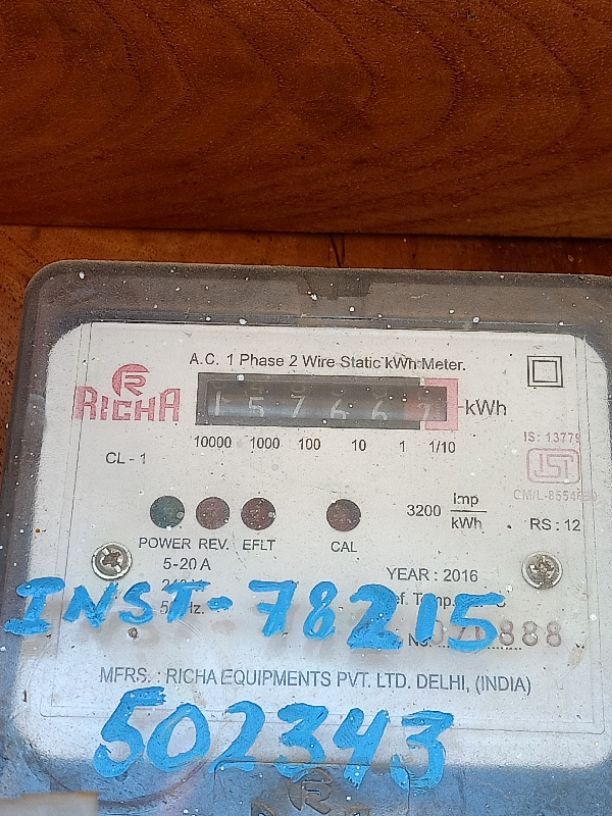 A.C. 1 Phase 2 Wire Static kWh Meter.
R
RICHA
1 5 7 6 6 7
kWh
10000 1000 100 10 1 1/10
IS: 13779
ISI
CL - 1
3200 Imp/kWh
RS : 12
POWER REV. EFLT CAL
5-20 A
YEAR : 2016
INST-78215
No.
888
MFRS. : RICHA EQUIPMENTS PVT. LTD. DELHI, (INDIA)
502343
R